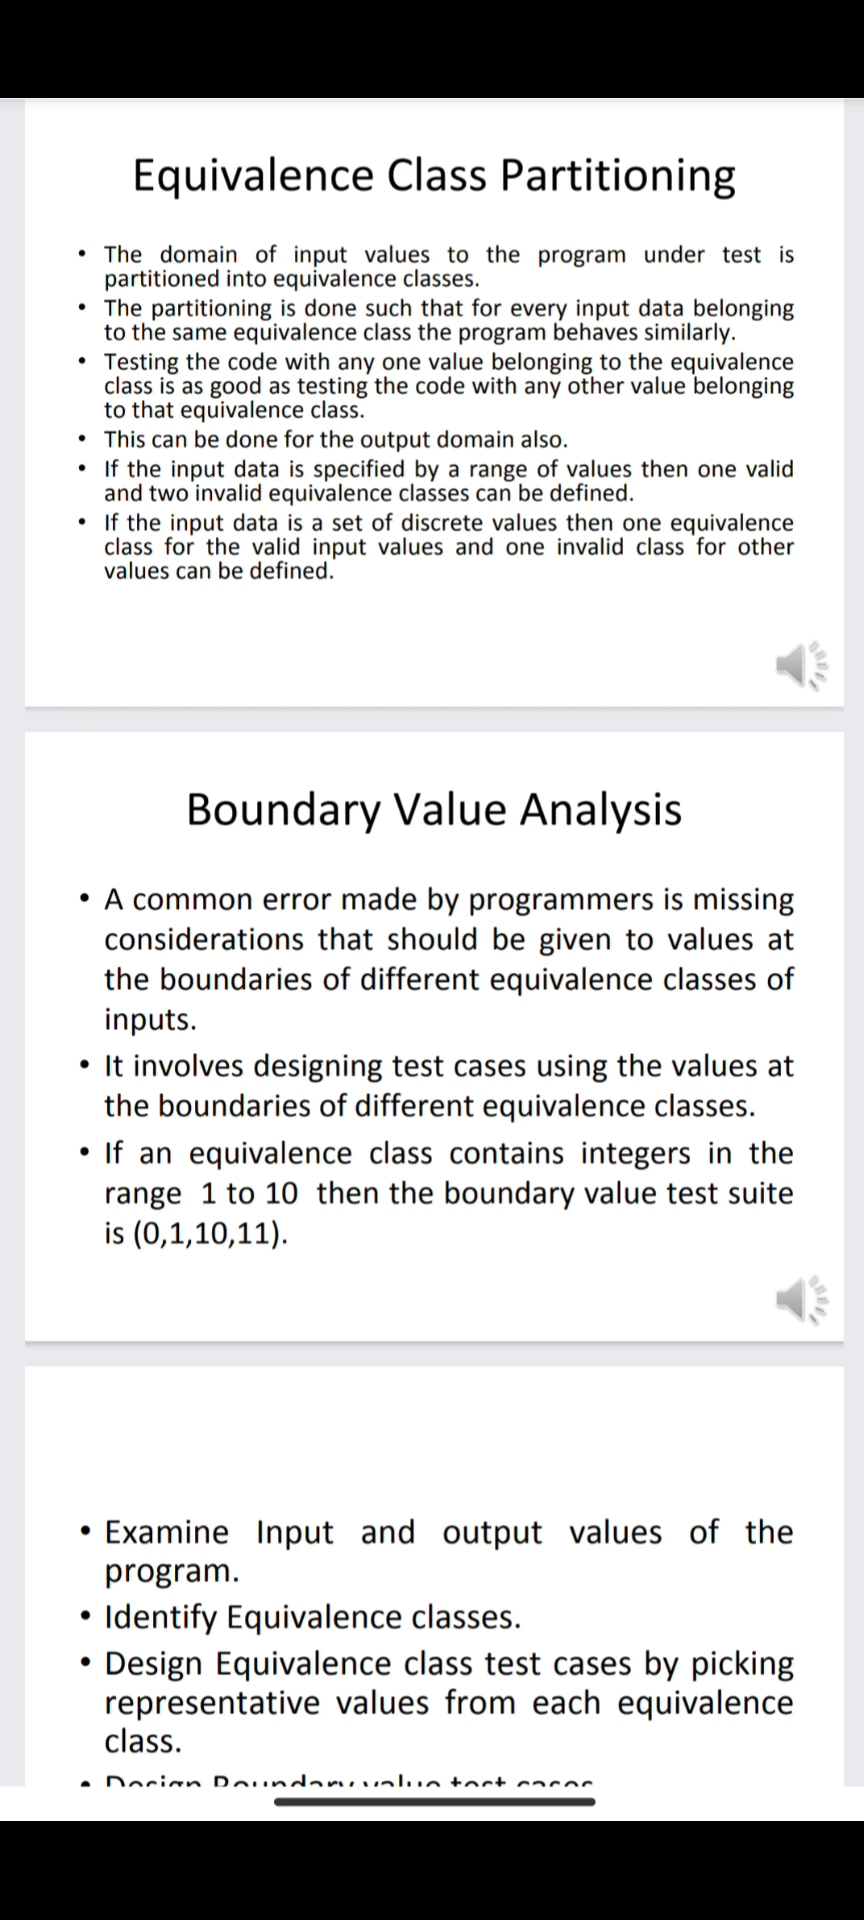 Equivalence Class Partitioning
• The domain of input values to the program under test is
partitioned into equivalence classes.
• The partitioning is done such that for every input data belonging
to the same equivalence class the program behaves similarly.
• Testing the code with any one value belonging to the equivalence
class is as good as testing the code with any other value belonging
to that equivalence class.
• This can be done for the output domain also.
• If the input data is specified by a range of values then one valid
and two invalid equivalence classes can be defined.
• If the input data is a set of discrete values then one equivalence
class for the valid input values and one invalid class for other
values can be defined.
Boundary Value Analysis
• A common error made by programmers is missing
considerations that should be given to values at
the boundaries of different equivalence classes of
inputs.
• It involves designing test cases using the values at
the boundaries of different equivalence classes.
• If an equivalence class contains integers in the
range 1 to 10 then the boundary value test suite
is (0,1,10,11).
• Examine Input and output values of the
program.
• Identify Equivalence classes.
• Design Equivalence class test cases by picking
representative values from each equivalence
class.
• Design Boundary value test cases